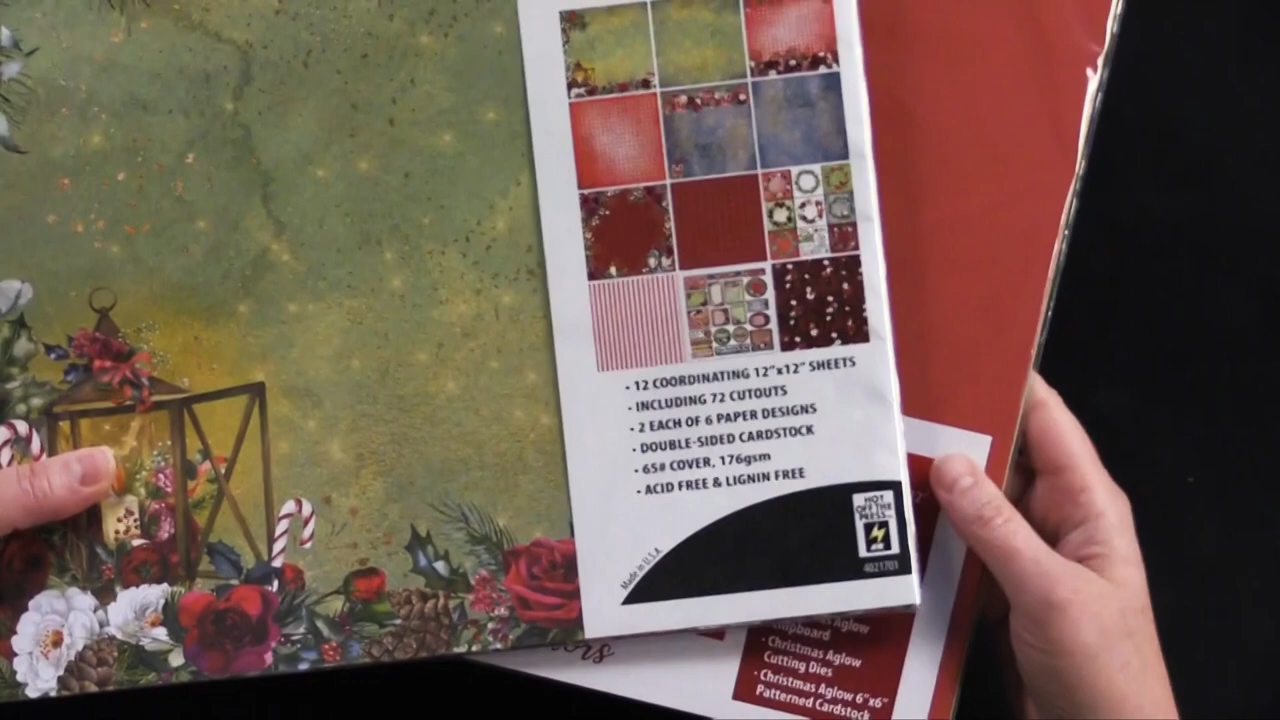 • 12 COORDINATING 12"x12" SHEETS
• INCLUDING 72 CUTOUTS
• 2 EACH OF 6 PAPER DESIGNS
• DOUBLE-SIDED CARDSTOCK
• 65# COVER, 176gsm
• ACID FREE & LIGNIN FREE
Made in U.S.A.
HOT
OFF THE
PRESS
4021701
Aglow
• Christmas Aglow
Cutting Dies
• Christmas Aglow 6"x6"
Patterned Cardstock